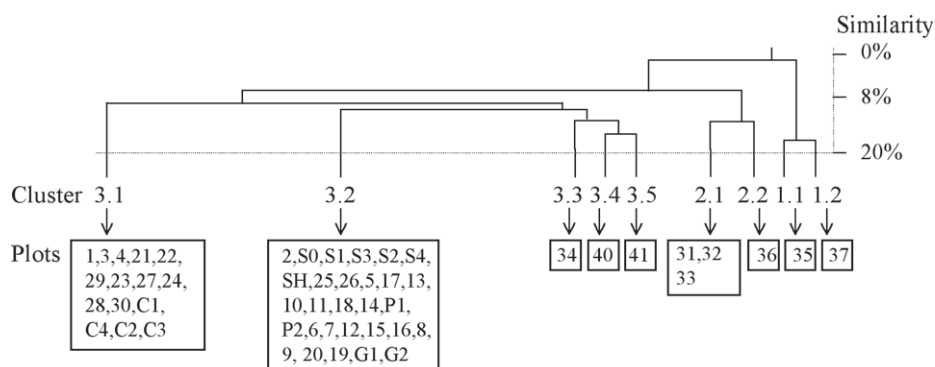 Similarity
0%
8%
20%
Cluster 3.1 3.2 3.3 3.4 3.5 2.1 2.2 1.1 1.2
Plots
1,3,4,21,22,
29,23,27,24,
28,30,C1,
C4,C2,C3
2,S0,S1,S3,S2,S4,
SH,25,26,5,17,13,
10,11,18,14,P1,
P2,6,7,12,15,16,8,
9, 20,19,G1,G2
34
40
41
31,32
33
36
35
37